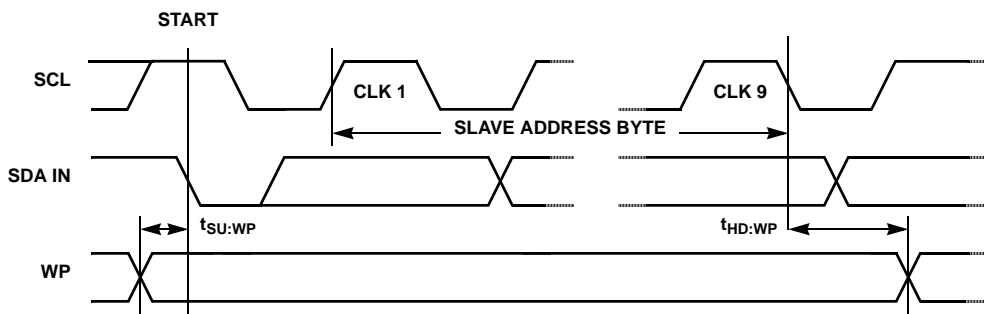 START
SCL
CLK 1
CLK 9
SLAVE ADDRESS BYTE
SDA IN
tSU:WP
tHD:WP
WP